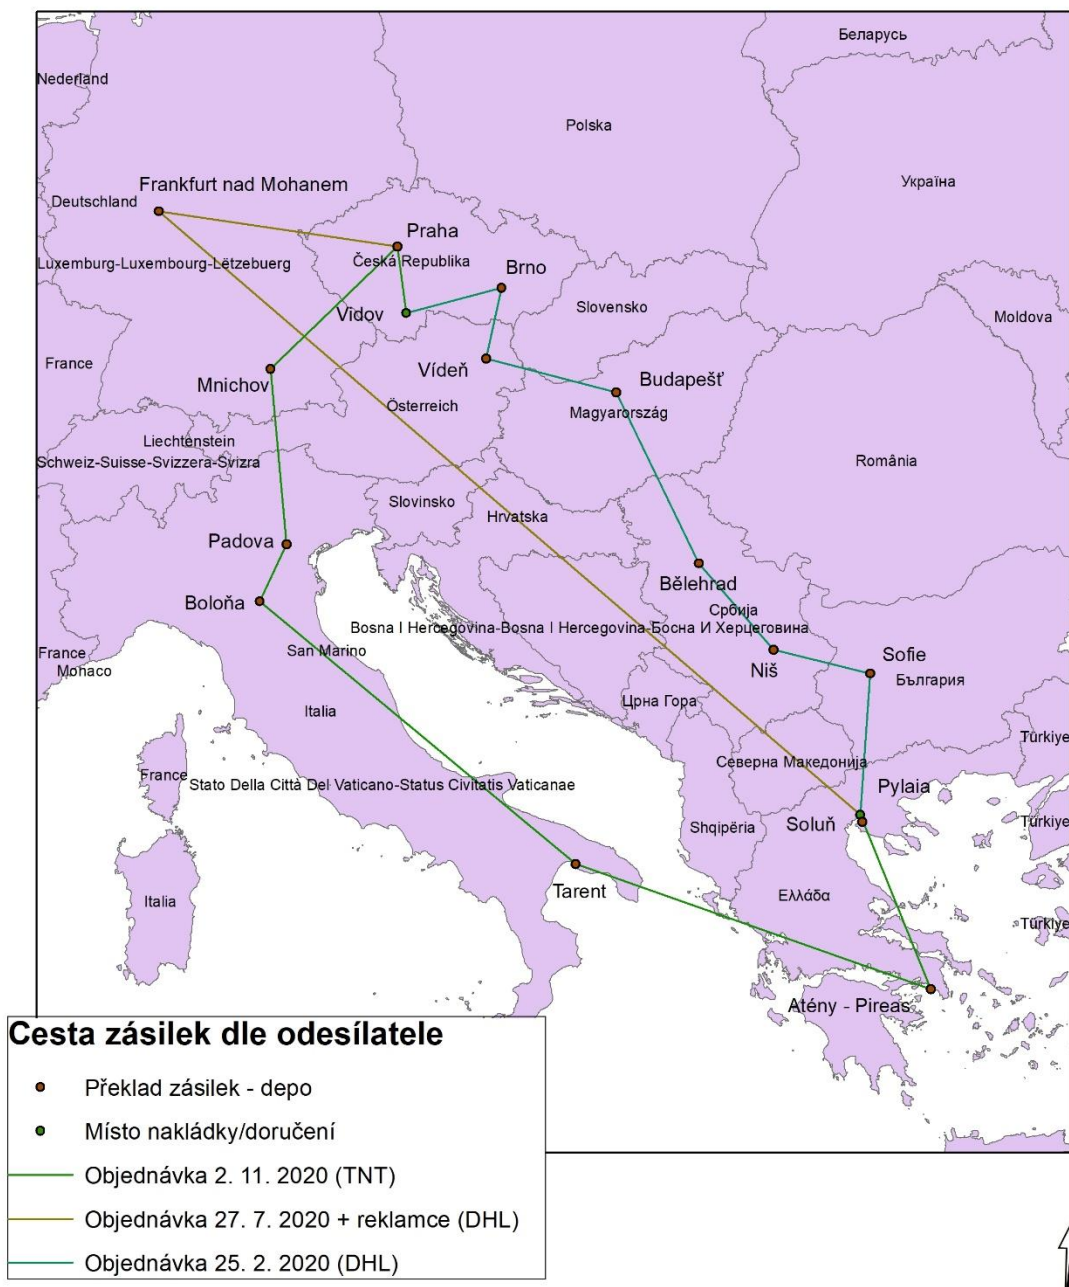 Беларусь
Nederland
Polska
Україна
Frankfurt nad Mohanem
Deutschland
Praha
Česká Republika
Luxemburg-Luxembourg-Lëtzebuerg
Brno
Slovensko
Vidov
Moldova
France
Vídeň
Mnichov
Budapešť
Österreich
Magyarország
Liechtenstein
Schweiz-Suisse-Svizzera-Svizra
România
Slovinsko
Hrvatska
Padova
Bělehrad
Boloňa
Србија
Bosna I Hercegovina-Bosna I Hercegovina-Босна И Херцеговина
San Marino
France
Monaco
Niš
Sofie
България
Црна Гора
Italia
Türkiye
Северна Македонија
France
Stato Della Città Del Vaticano-Status Civitatis Vaticanae
Pylaia
Soluň
Shqipëria
Türkiye
Tarent
Ελλάδα
Italia
Türkiye
Atény - Pireas
Cesta zásilek dle odesílatele
Překlad zásilek - depo
Místo nakládky/doručení
Objednávka 2. 11. 2020 (TNT)
Objednávka 27. 7. 2020 + reklamce (DHL)
Objednávka 25. 2. 2020 (DHL)